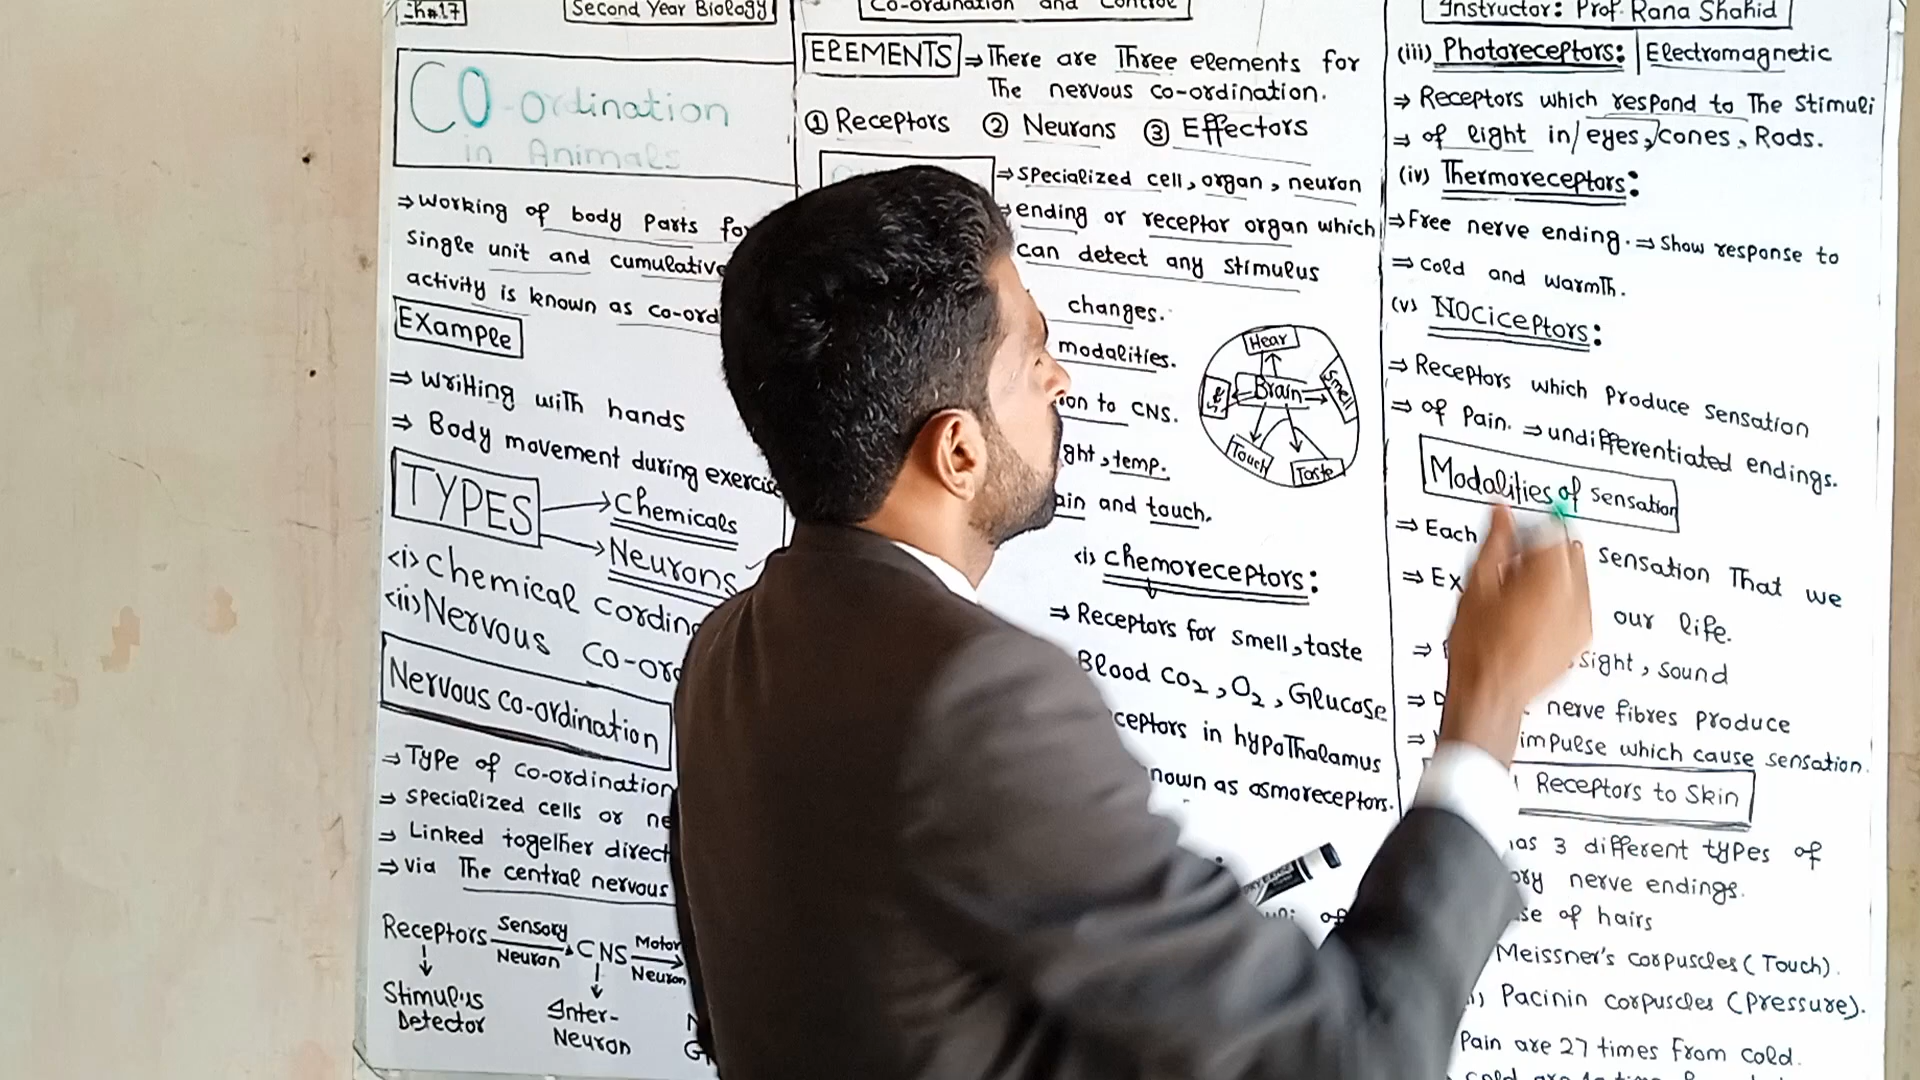 Ch#17
Second Year Biology
Co-ordination and Control
Instructor: Prof. Rana Shahid
CO-ordination
in Animals
⇒ Working of body Parts for
single unit and cumulative
activity is known as co-ord
Example
⇒ Writting with hands
⇒ Body movement during exercise
TYPES → Chemicals
→ Neurons
<i> Chemical cording
<ii> Nervous co-ord
Nervous co-ordination
⇒ Type of co-ordination
⇒ specialized cells or ne
⇒ Linked together direct
⇒ via The central nervous
Receptors Sensory Neuron → CNS Motor Neuron →
↓ ↓
Stimulus Detector
Inter-Neuron
ELEMENTS ⇒ There are Three elements for
The nervous co-ordination.
① Receptors ② Neurons ③ Effectors
⇒ specialized cell, organ, neuron
ending or receptor organ which
can detect any stimulus
changes.
modalities.
ion to CNS.
ght, temp.
ain and touch.
Hear
Brain
Smell
Touch
Taste
<i> chemoreceptors:
⇒ Receptors for smell, taste
Blood CO2, O2, Glucose
ceptors in hypoThalamus
nown as osmoreceptors.
(iii) Photoreceptors: Electromagnetic
⇒ Receptors which respond to The stimuli
⇒ of light in/eyes, cones, Rods.
(iv) Thermoreceptors:
⇒ Free nerve ending. ⇒ Show response to
⇒ cold and warmTh.
(v) NOciceptors:
⇒ Receptors which produce sensation
⇒ of Pain. ⇒ undifferentiated endings.
Modalities of sensation
⇒ Each sensation That we
⇒ Ex our life.
⇒ sight, sound
⇒ D nerve fibres produce
⇒ impulse which cause sensation.
Receptors to Skin
has 3 different types of
ory nerve endings.
se of hairs
Meissner's corpuscles (Touch).
Pacinin corpuscles (Pressure).
Pain are 27 times from cold.